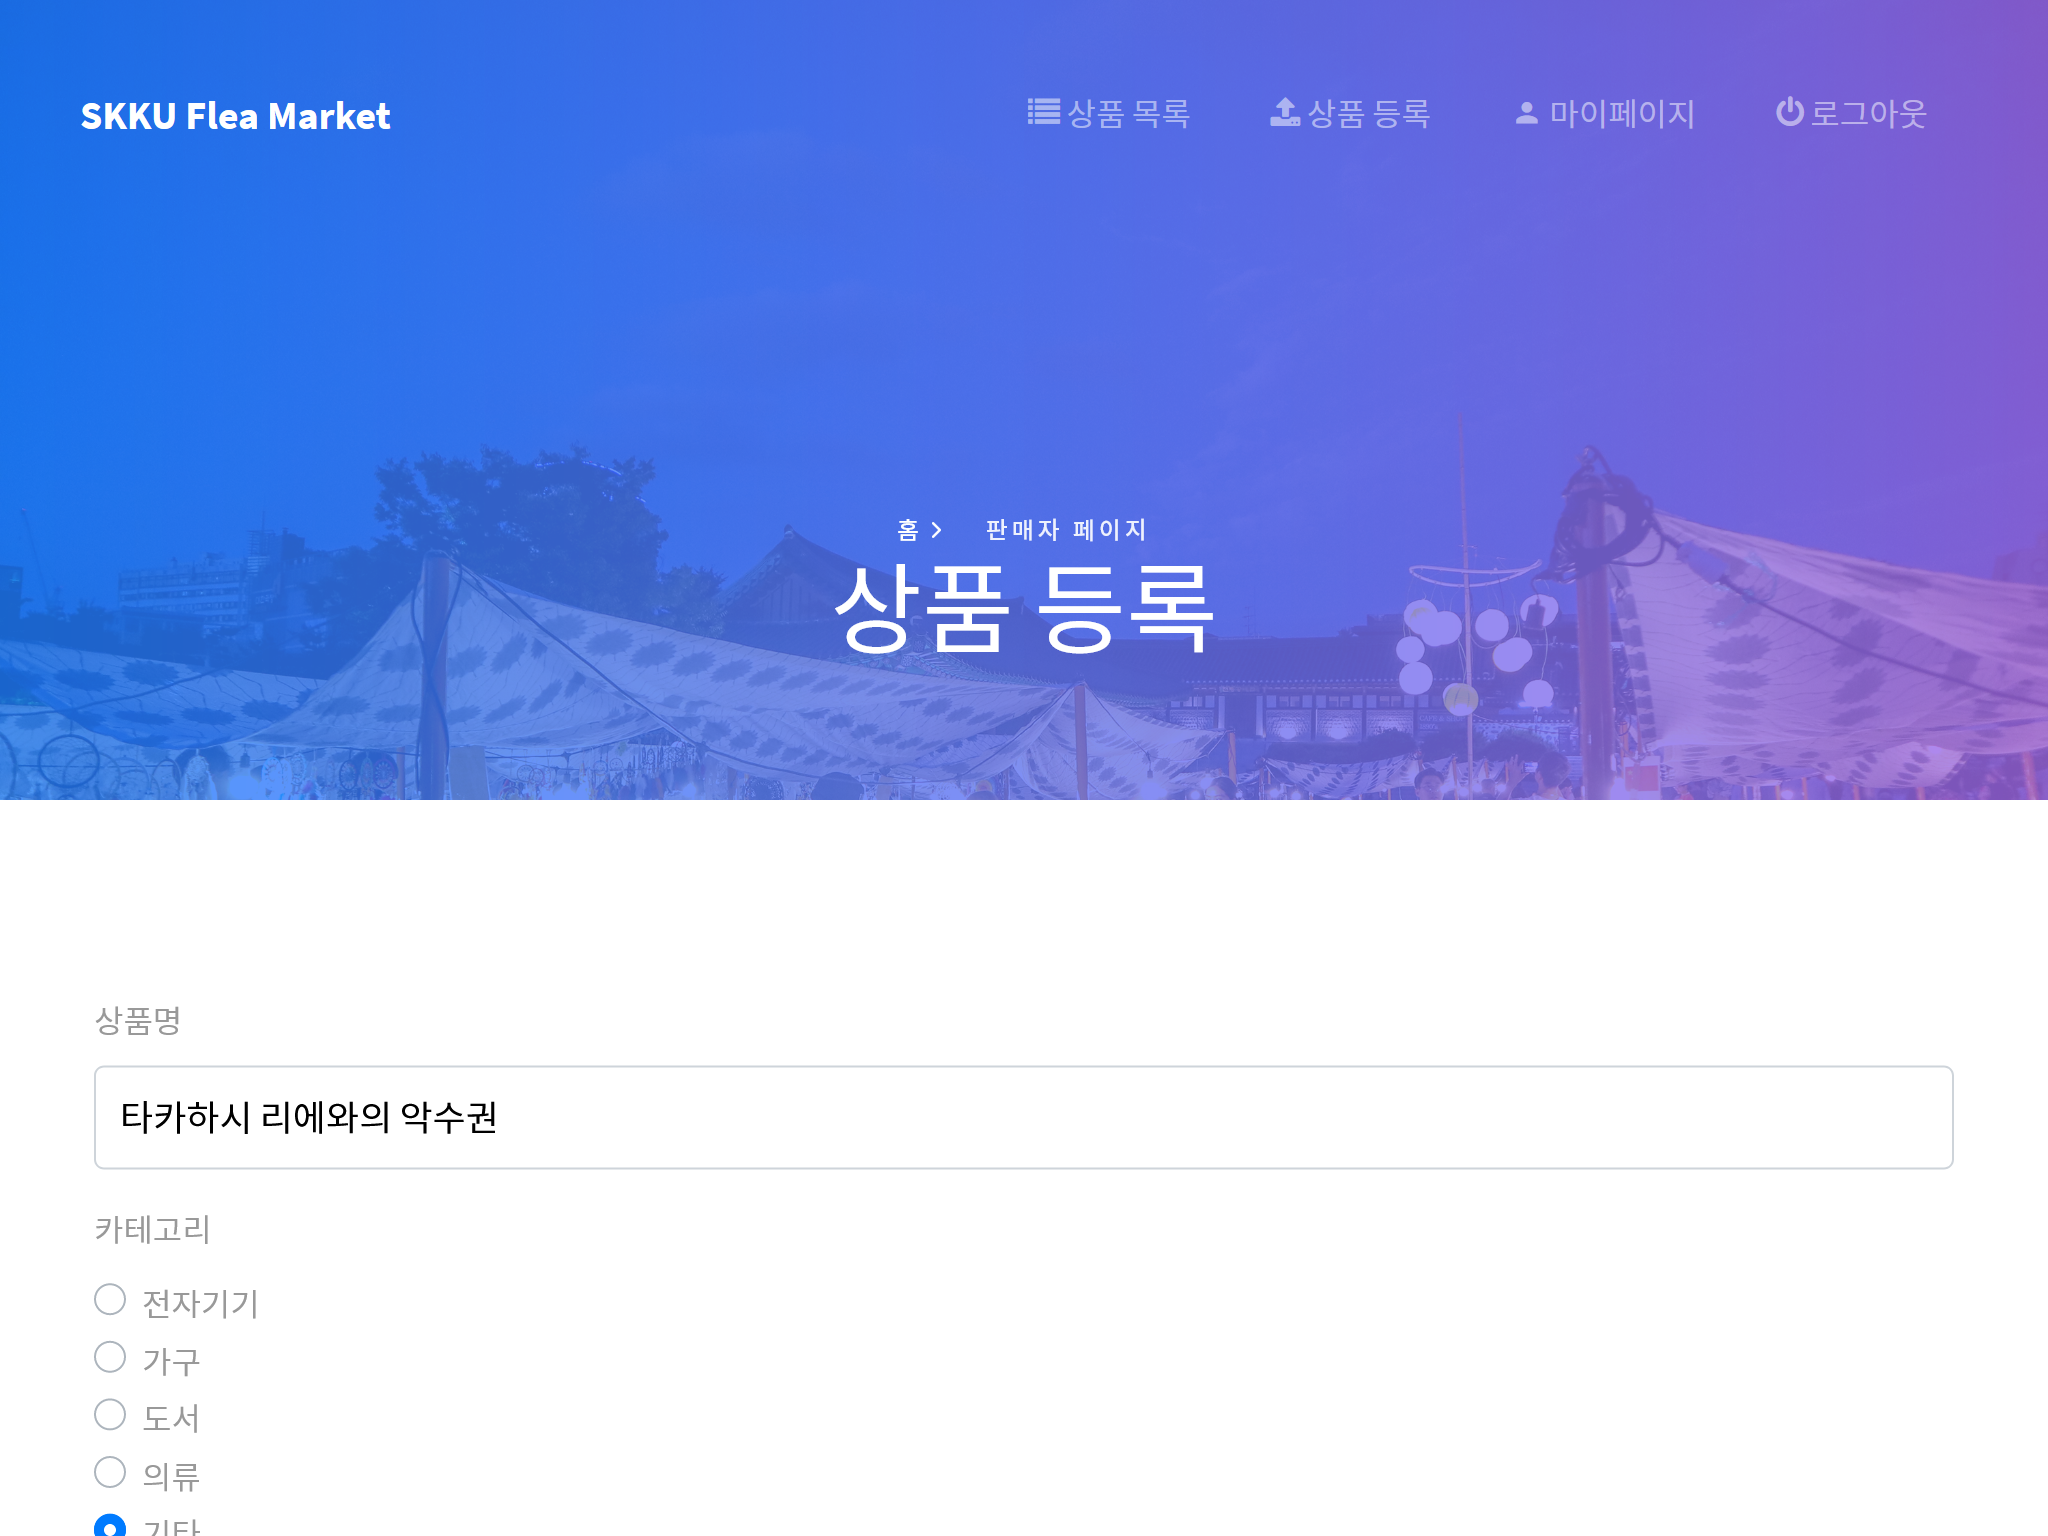 SKKU Flea Market
상품 목록
상품 등록
마이페이지
로그아웃
홈 판매자 페이지
상품 등록
상품명
타카하시 리에와의 악수권
카테고리
전자기기
가구
도서
의류
기타